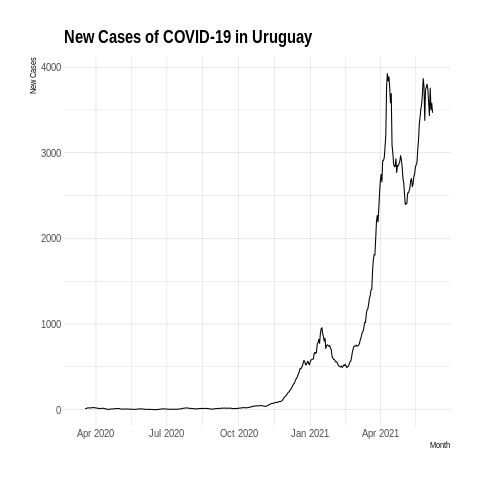 New Cases of COVID-19 in Uruguay
New Cases
4000
3000
2000
1000
0
Apr 2020 Jul 2020 Oct 2020 Jan 2021 Apr 2021
Month